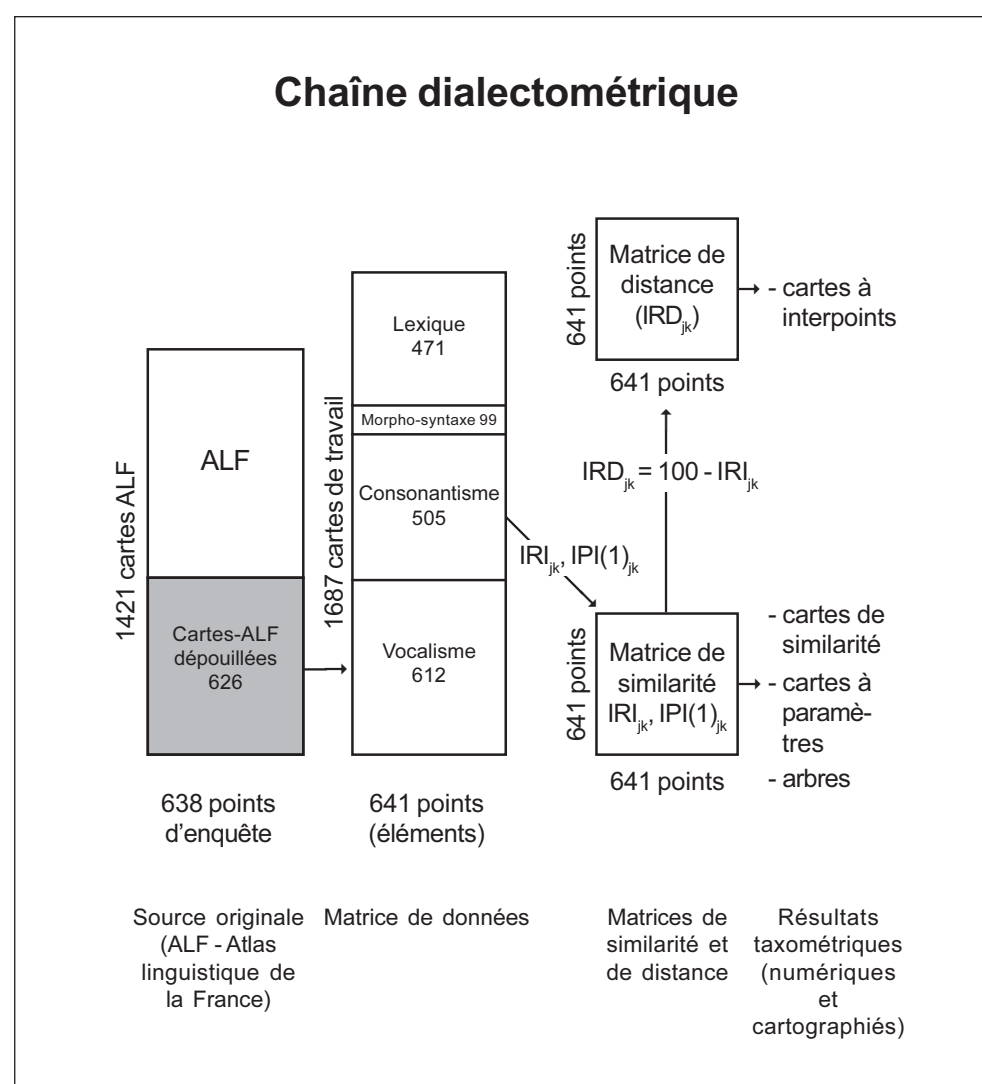 Chaîne dialectométrique
1421 cartes ALF
ALF
Cartes-ALF
dépouillées
626
638 points
d'enquête
1687 cartes de travail
Lexique
471
Morpho-syntaxe 99
Consonantisme
505
Vocalisme
612
641 points
(éléments)
IRIjk, IPI(1)jk
641 points
Matrice de
distance
(IRDjk)
641 points
- cartes à
interpoints
IRDjk = 100 - IRIjk
641 points
Matrice de
similarité
IRIjk, IPI(1)jk
641 points
- cartes de
similarité
- cartes à
paramè-
tres
- arbres
Source originale
(ALF - Atlas
linguistique de
la France)
Matrice de données
Matrices de
similarité et
de distance
Résultats
taxométriques
(numériques
et
cartographiés)